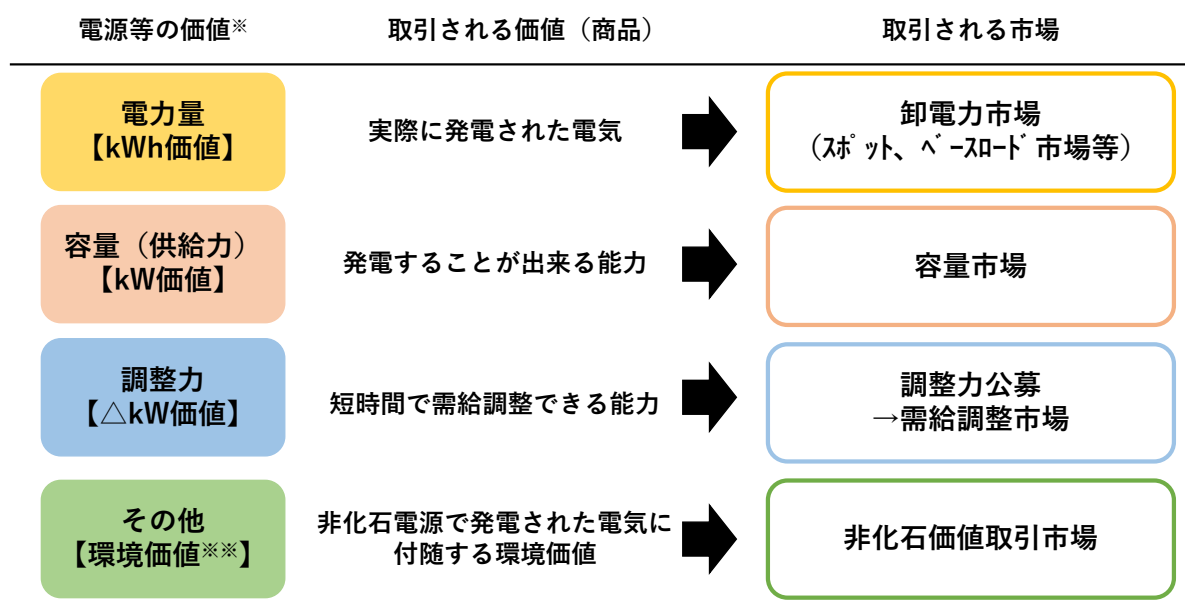 電源等の価値※
取引される価値（商品）
取引される市場
電力量
【kWh価値】
実際に発電された電気
卸電力市場
（ｽﾎﾟｯﾄ、ﾍﾞｰｽﾛｰﾄﾞ市場等）
容量（供給力）
【kW価値】
発電することが出来る能力
容量市場
調整力
【△kW価値】
短時間で需給調整できる能力
調整力公募
→需給調整市場
その他
【環境価値※※】
非化石電源で発電された電気に
付随する環境価値
非化石価値取引市場